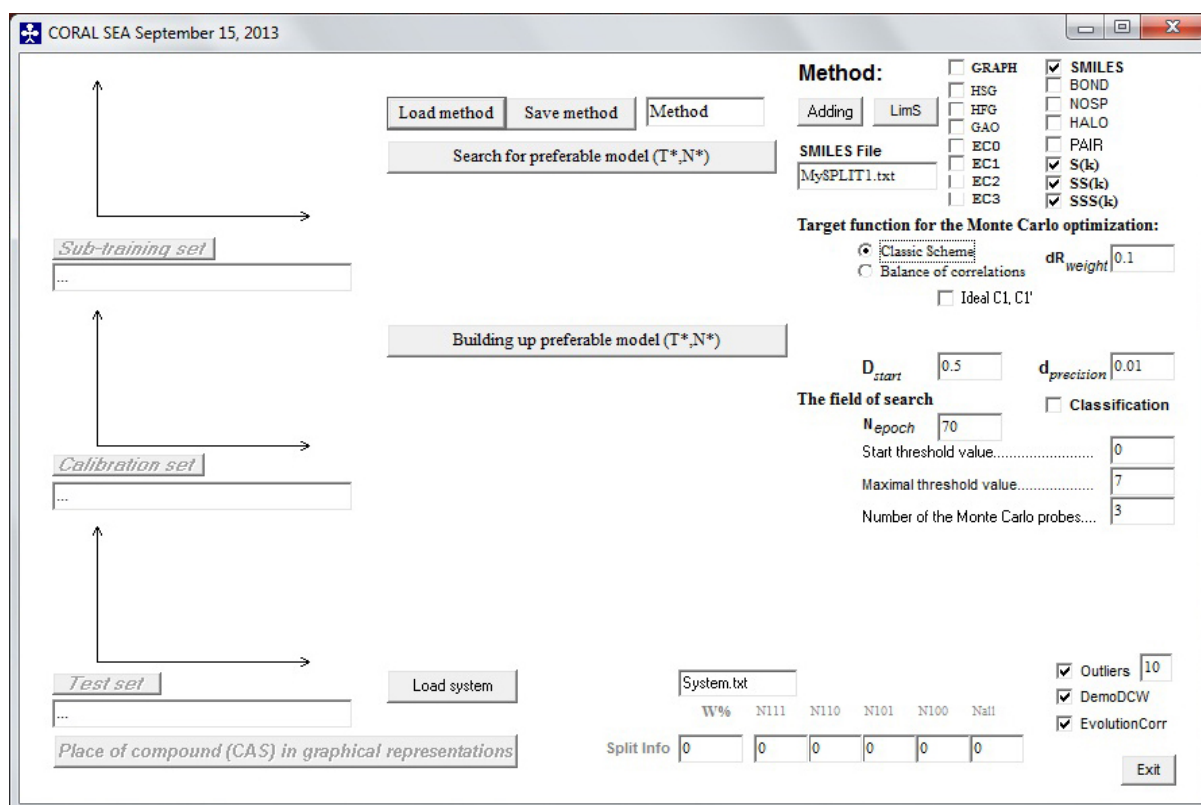 CORAL SEA September 15, 2013
Method:
GRAPH
SMILES
HSG
BOND
HFG
NOSP
GAO
HALO
EC0
PAIR
EC1
S(k)
EC2
SS(k)
EC3
SSS(k)
Load method Save method Method
Adding LimS
Search for preferable model (T*,N*)
SMILES File
MySPLIT1.txt
Target function for the Monte Carlo optimization:
Classic Scheme
Balance of correlations
dRweight 0.1
Ideal C1, C1'
Sub-training set
...
Building up preferable model (T*,N*)
Dstart 0.5
dprecision 0.01
The field of search
Classification
Nepoch 70
Start threshold value......................... 0
Maximal threshold value................... 7
Number of the Monte Carlo probes.... 3
Calibration set
...
Test set
...
Load system
System.txt
Outliers 10
DemoDCW
EvolutionCorr
W% N111 N110 N101 N100 Nall
Split Info 0 0 0 0 0 0
Place of compound (CAS) in graphical representations
Exit